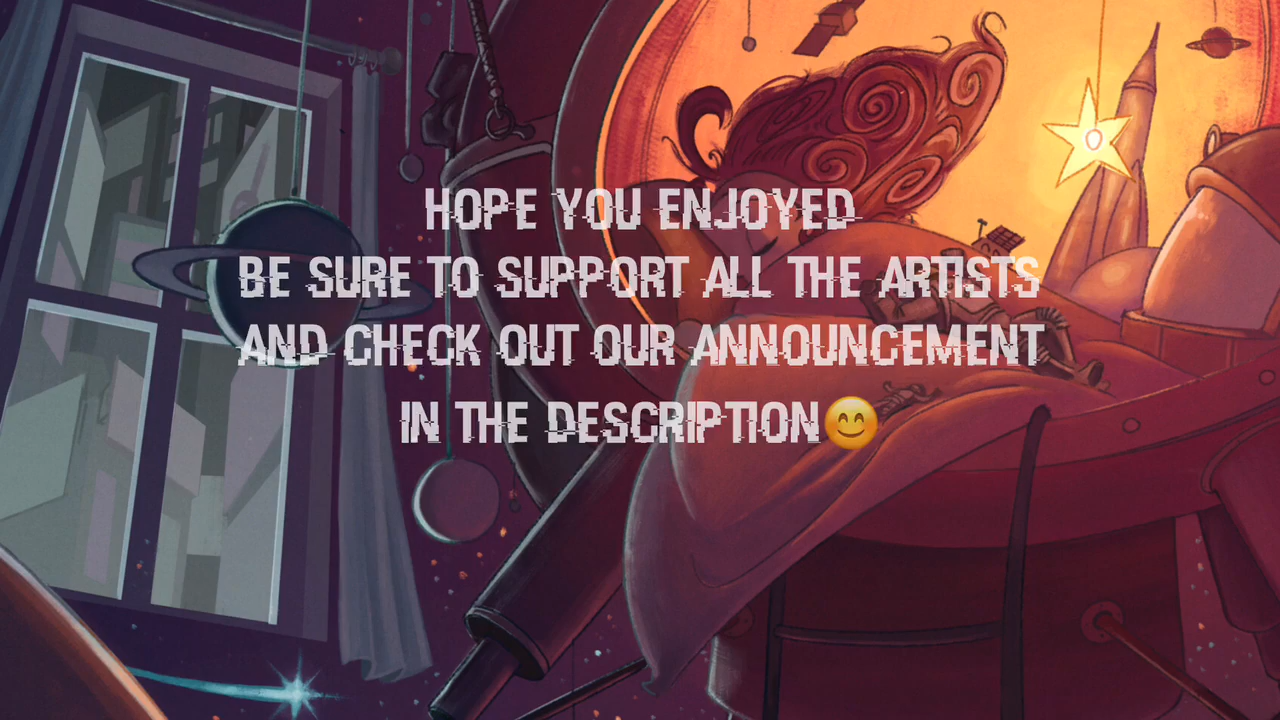 HOPE YOU ENJOYED
BE SURE TO SUPPORT ALL THE ARTISTS
AND CHECK OUT OUR ANNOUNCEMENT
IN THE DESCRIPTION😊